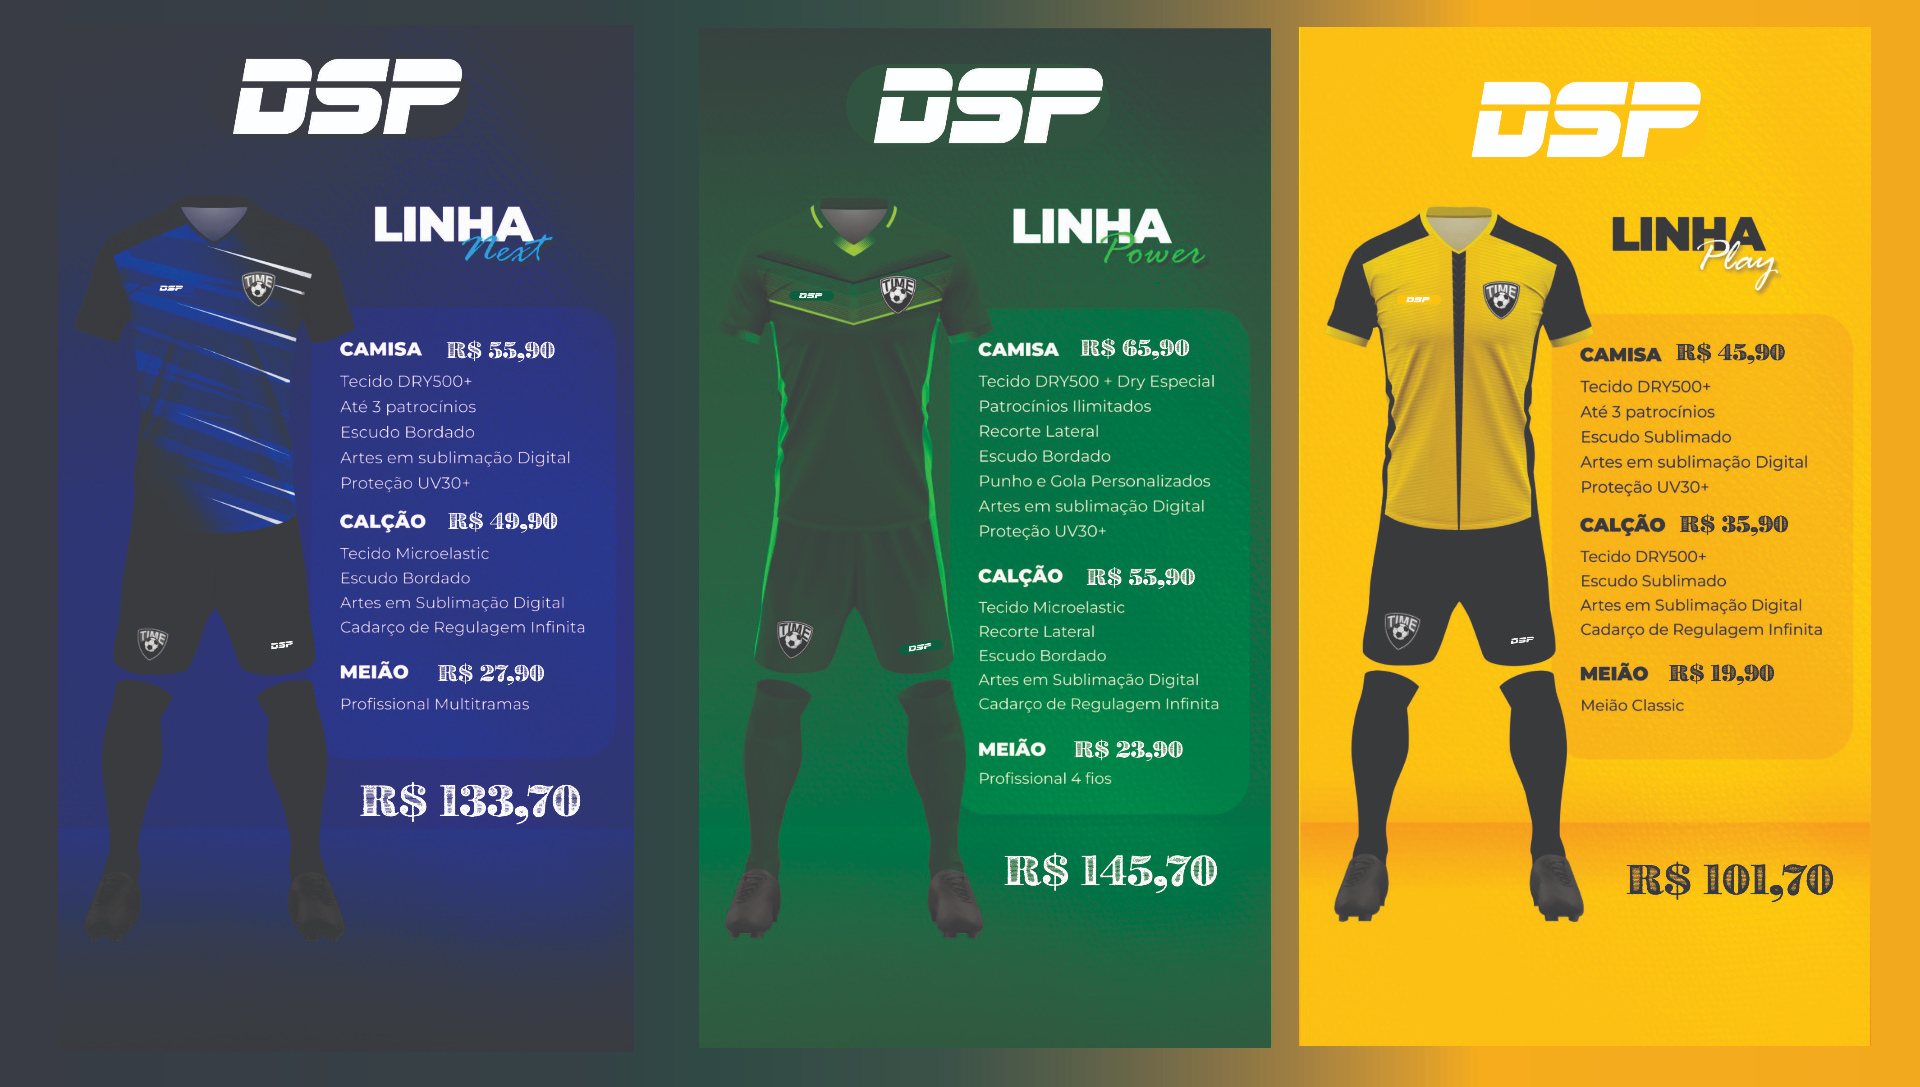 DSP
LINHA
Next
DSP
TIME
CAMISA R$ 55,90
Tecido DRY500+
Até 3 patrocínios
Escudo Bordado
Artes em sublimação Digital
Proteção UV30+
CALÇÃO R$ 49,90
Tecido Microelastic
Escudo Bordado
Artes em Sublimação Digital
Cadarço de Regulagem Infinita
TIME
DSP
MEIÃO R$ 27,90
Profissional Multitramas
R$ 133,70
DSP
LINHA
Power
DSP
TIME
CAMISA R$ 65,90
Tecido DRY500 + Dry Especial
Patrocínios Ilimitados
Recorte Lateral
Escudo Bordado
Punho e Gola Personalizados
Artes em sublimação Digital
Proteção UV30+
CALÇÃO R$ 55,90
Tecido Microelastic
Recorte Lateral
Escudo Bordado
Artes em Sublimação Digital
Cadarço de Regulagem Infinita
TIME
DSP
MEIÃO R$ 23,90
Profissional 4 fios
R$ 145,70
DSP
LINHA
Play
DSP
TIME
CAMISA R$ 45,90
Tecido DRY500+
Até 3 patrocínios
Escudo Sublimado
Artes em sublimação Digital
Proteção UV30+
CALÇÃO R$ 35,90
Tecido DRY500+
Escudo Sublimado
Artes em Sublimação Digital
Cadarço de Regulagem Infinita
TIME
DSP
MEIÃO R$ 19,90
Meião Classic
R$ 101,70